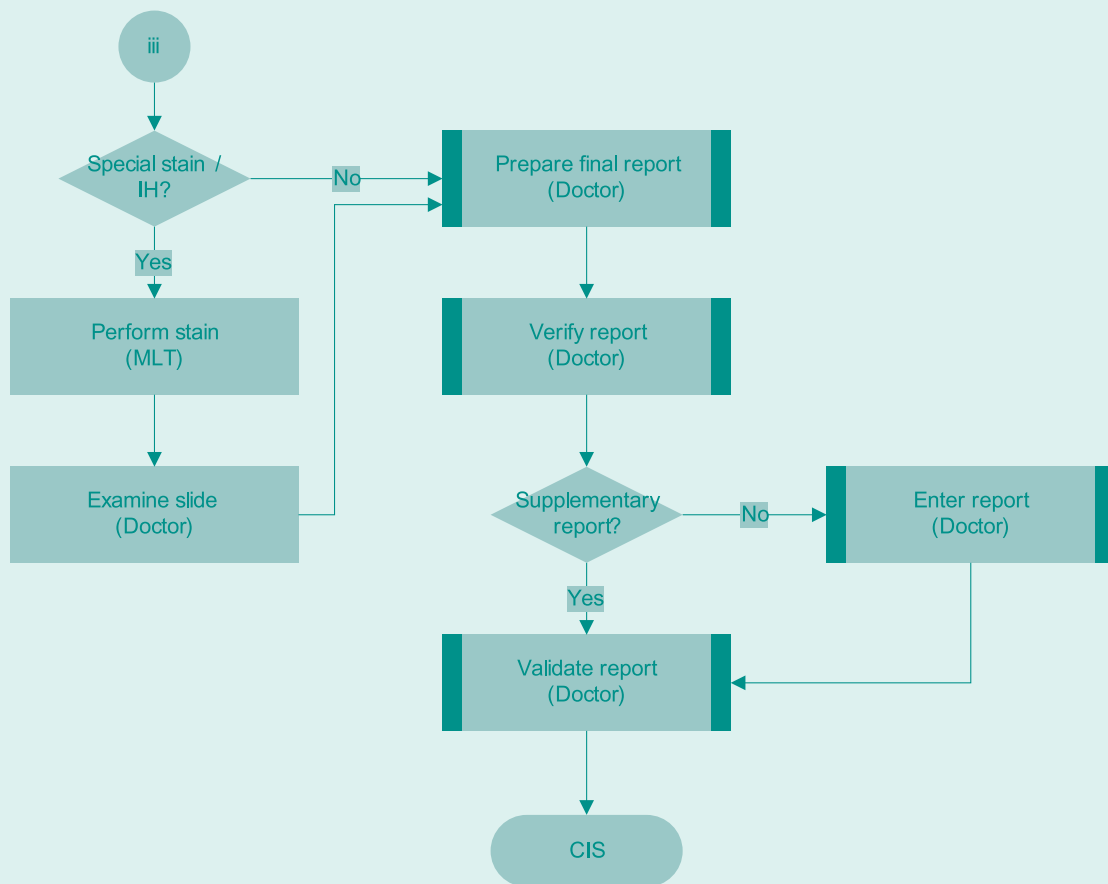 iii
Special stain /
IH?
No
Prepare final report
(Doctor)
Yes
Perform stain
(MLT)
Verify report
(Doctor)
Examine slide
(Doctor)
Supplementary
report?
No
Enter report
(Doctor)
Yes
Validate report
(Doctor)
CIS